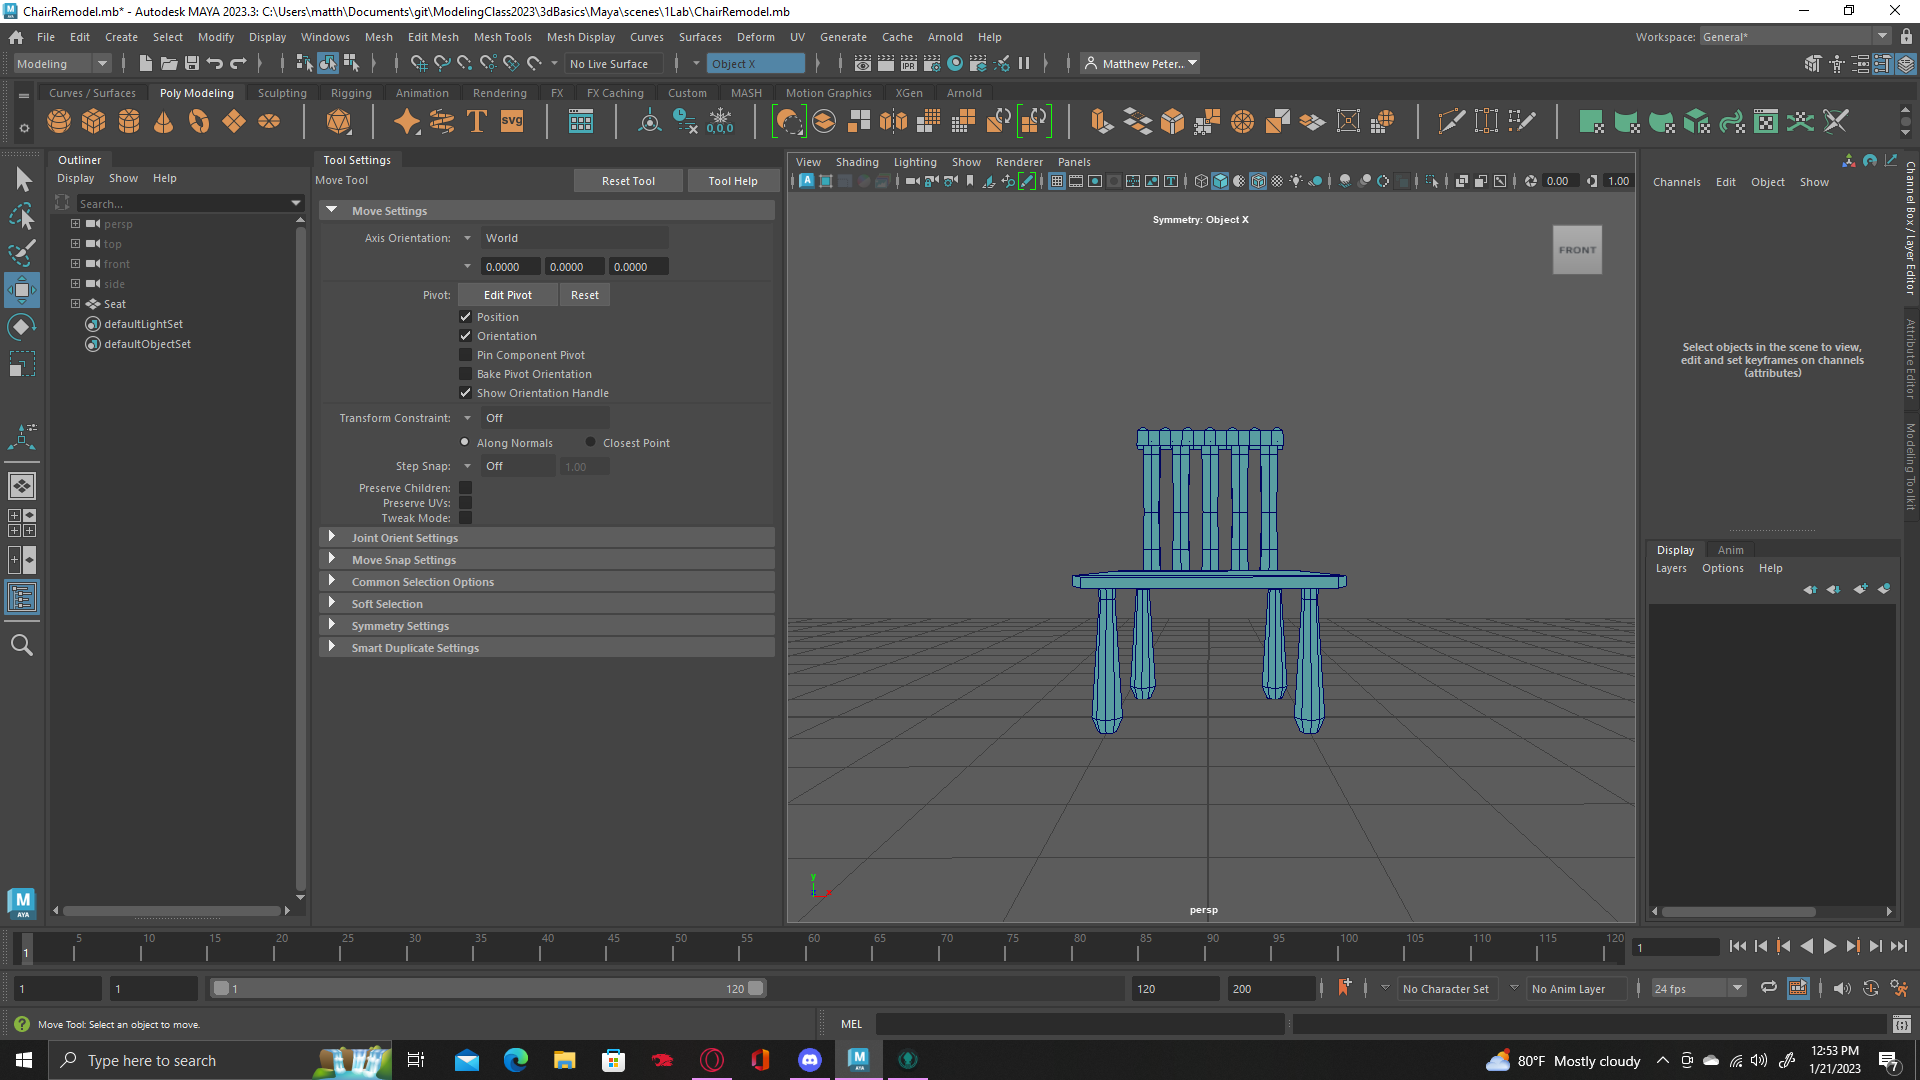 ChairRemodel.mb* - Autodesk MAYA 2023.3: C:\Users\matth\Documents\git\ModelingClass2023\3dBasics\Maya\scenes\1Lab\ChairRemodel.mb
File Edit Create Select Modify Display Windows Mesh Edit Mesh Mesh Tools Mesh Display Curves Surfaces Deform UV Generate Cache Arnold Help Workspace: General*
Modeling No Live Surface Object X Matthew Peter...
Curves / Surfaces Poly Modeling Sculpting Rigging Animation Rendering FX FX Caching Custom MASH Motion Graphics XGen Arnold
T SVG 0,0,0
Outliner
Display Show Help
Search...
persp
top
front
side
Seat
defaultLightSet
defaultObjectSet
Tool Settings
Move Tool Reset Tool Tool Help
Move Settings
Axis Orientation: World
0.0000 0.0000 0.0000
Pivot: Edit Pivot Reset
Position
Orientation
Pin Component Pivot
Bake Pivot Orientation
Show Orientation Handle
Transform Constraint: Off
Along Normals Closest Point
Step Snap: Off 1.00
Preserve Children:
Preserve UVs:
Tweak Mode:
Joint Orient Settings
Move Snap Settings
Common Selection Options
Soft Selection
Symmetry Settings
Smart Duplicate Settings
View Shading Lighting Show Renderer Panels
0.00 1.00
Symmetry: Object X
FRONT
y
persp
Channels Edit Object Show
Select objects in the scene to view,
edit and set keyframes on channels
(attributes)
Channel Box / Layer Editor
Attribute Editor
Modeling Toolkit
Display Anim
Layers Options Help
M
AYA
1 5 10 15 20 25 30 35 40 45 50 55 60 65 70 75 80 85 90 95 100 105 110 115 120 1
1 1 1 120 120 200 No Character Set No Anim Layer 24 fps
Move Tool: Select an object to move. MEL
Type here to search 80°F Mostly cloudy 12:53 PM
1/21/2023 7